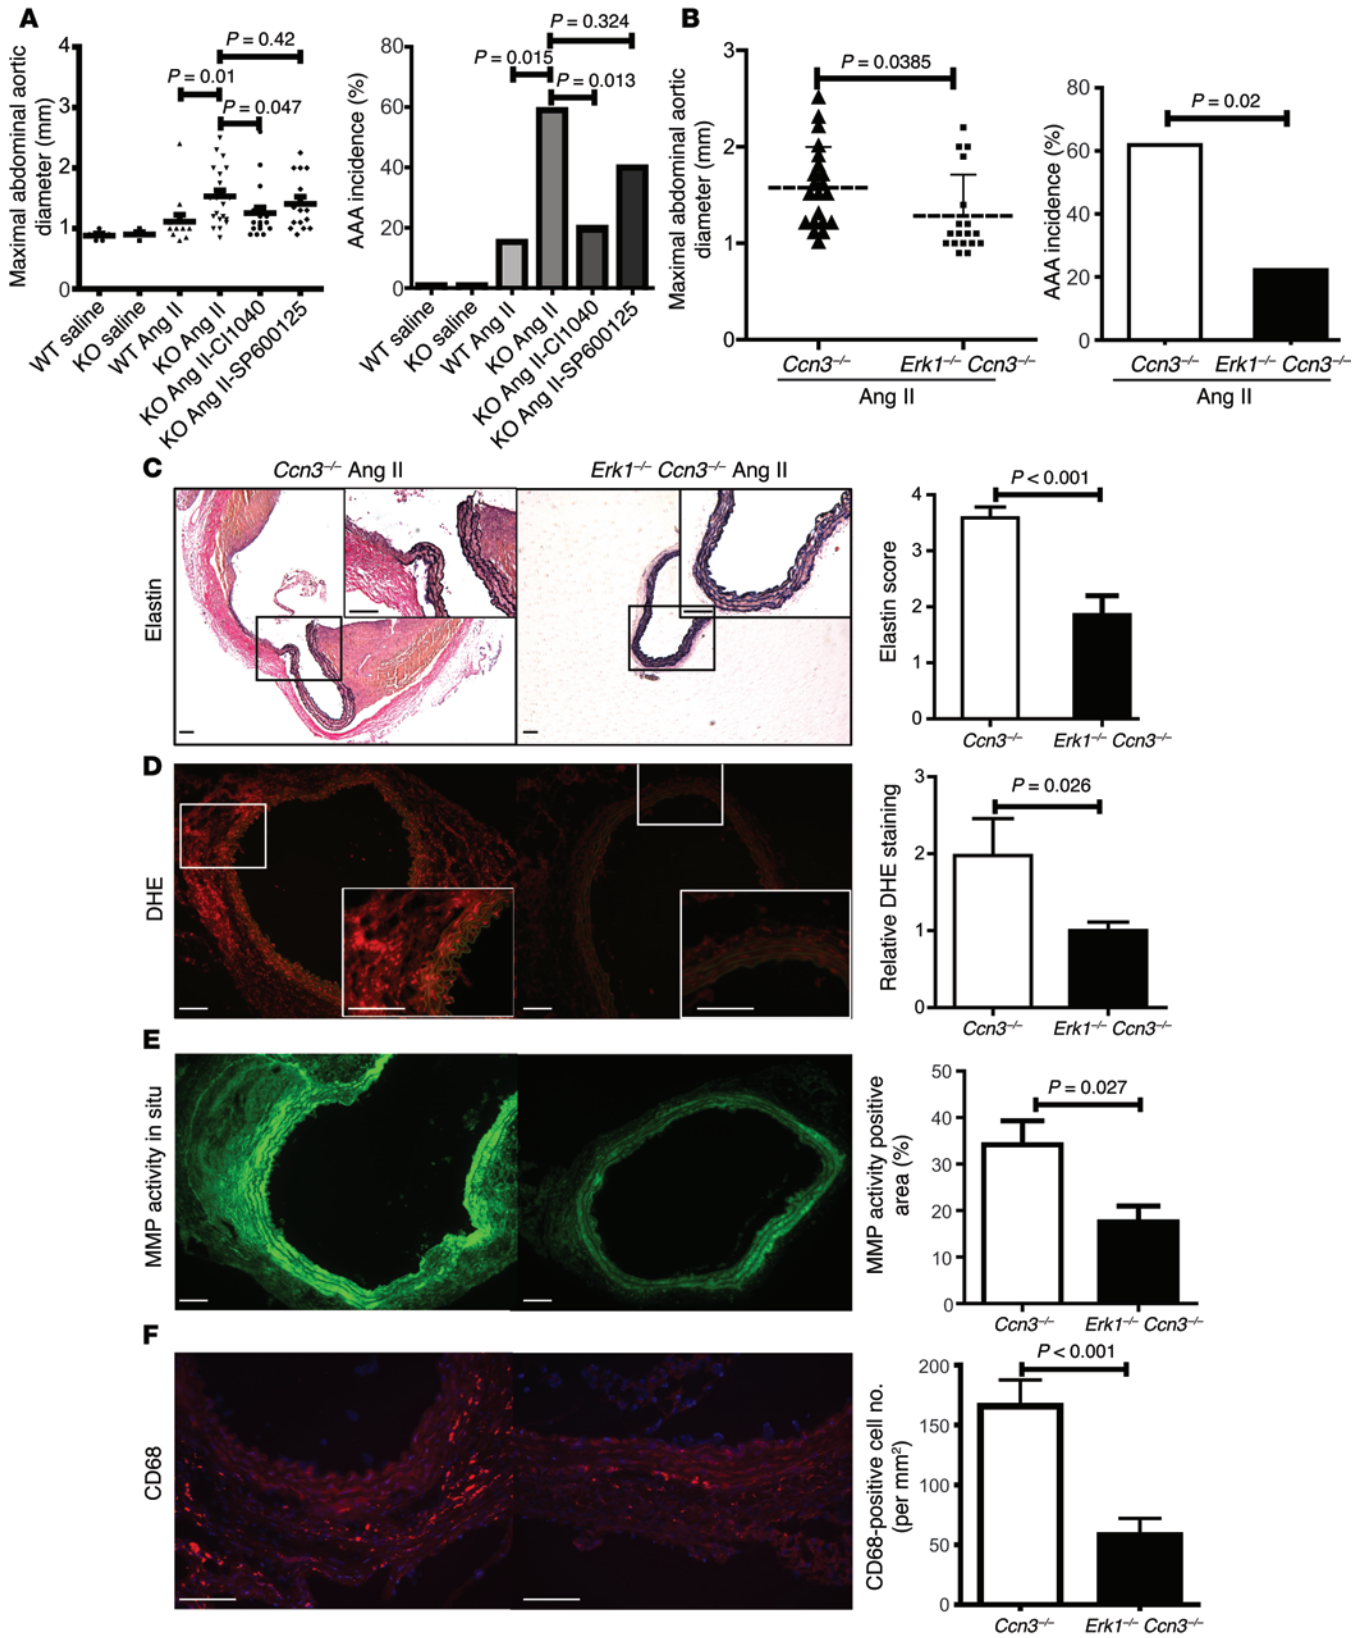 A
Maximal abdominal aortic
diameter (mm)
4
3
2
1
0
P = 0.42
P = 0.01
P = 0.047
WT saline
KO saline
WT Ang II
KO Ang II
KO Ang II-CI1040
KO Ang II-SP600125
AAA incidence (%)
80
60
40
20
0
P = 0.324
P = 0.015
P = 0.013
WT saline
KO saline
WT Ang II
KO Ang II
KO Ang II-CI1040
KO Ang II-SP600125
B
Maximal abdominal aortic
diameter (mm)
3
2
1
0
P = 0.0385
Ccn3–/–
Erk1–/– Ccn3–/–
Ang II
AAA incidence (%)
80
60
40
20
0
P = 0.02
Ccn3–/–
Erk1–/– Ccn3–/–
Ang II
C
Ccn3–/– Ang II
Erk1–/– Ccn3–/– Ang II
Elastin
Elastin score
4
3
2
1
0
P < 0.001
Ccn3–/–
Erk1–/– Ccn3–/–
D
DHE
Relative DHE staining
3
2
1
0
P = 0.026
Ccn3–/–
Erk1–/– Ccn3–/–
E
MMP activity in situ
MMP activity positive
area (%)
50
40
30
20
10
0
P = 0.027
Ccn3–/–
Erk1–/– Ccn3–/–
F
CD68
CD68-positive cell no.
(per mm²)
200
150
100
50
0
P < 0.001
Ccn3–/–
Erk1–/– Ccn3–/–